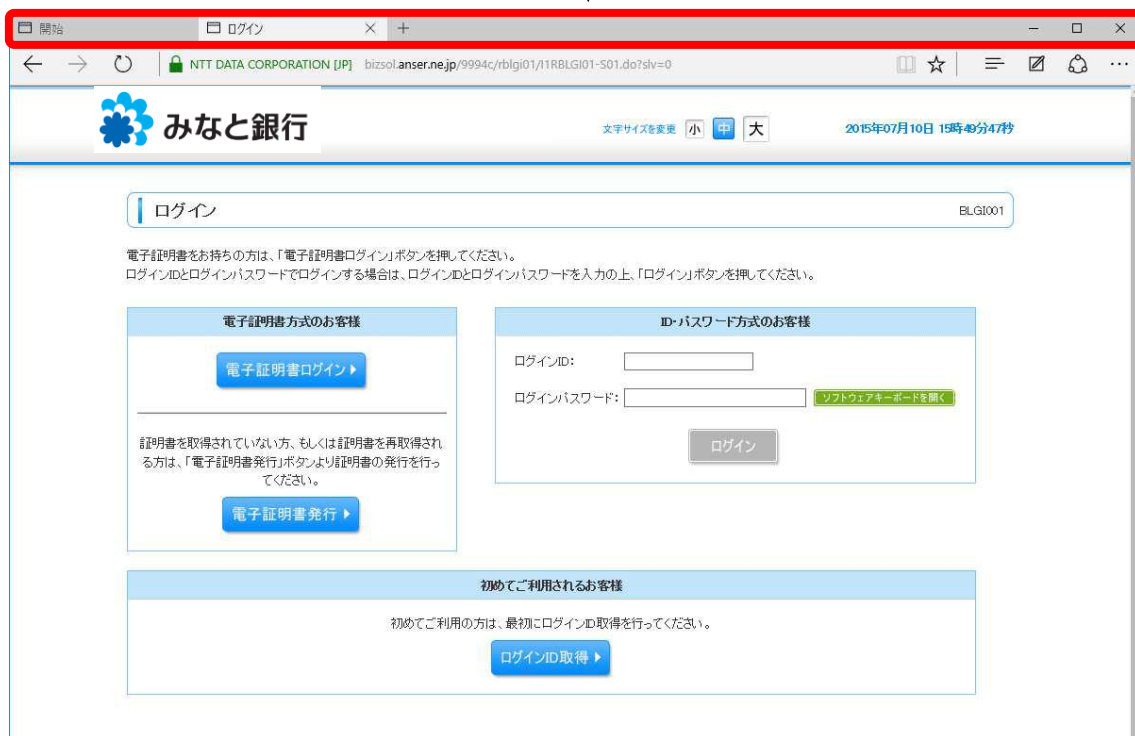 開始
ログイン
NTT DATA CORPORATION [JP] bizsol.anser.ne.jp/9994c/rblgi01/I1RBLGI01-S01.do?slv=0
みなと銀行
文字サイズを変更 小 中 大
2015年07月10日 15時49分47秒
ログイン
BLGI001
電子証明書をお持ちの方は、「電子証明書ログイン」ボタンを押してください。
ログインIDとログインパスワードでログインする場合は、ログインIDとログインパスワードを入力の上、「ログイン」ボタンを押してください。
電子証明書方式のお客様
電子証明書ログイン
証明書を取得されていない方、もしくは証明書を再取得され
る方は、「電子証明書発行」ボタンより証明書の発行を行っ
てください。
電子証明書発行
ID・パスワード方式のお客様
ログインID:
ログインパスワード:
ソフトウェアキーボードを開く
ログイン
初めてご利用されるお客様
初めてご利用の方は、最初にログインID取得を行ってください。
ログインID取得